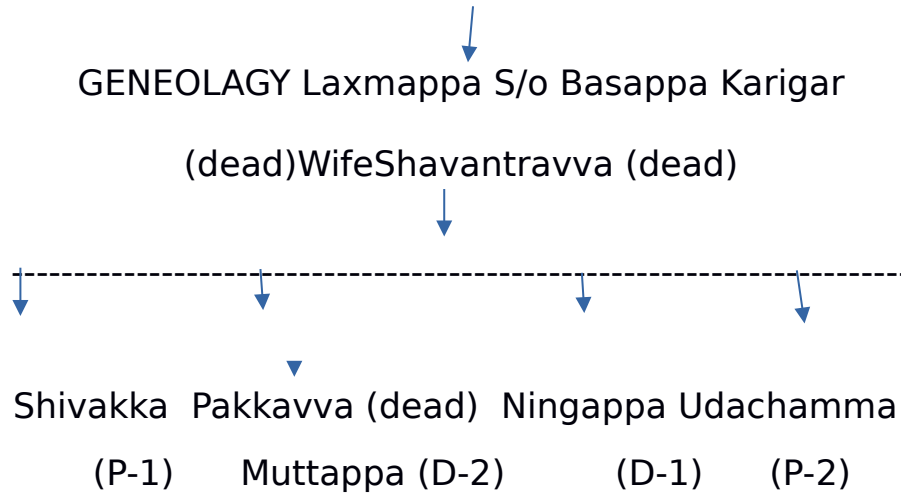 GENEOLAGY Laxmappa S/o Basappa Karigar
(dead)WifeShavantravva (dead)
Shivakka Pakkavva (dead) Ningappa Udachamma
(P-1) Muttappa (D-2) (D-1) (P-2)